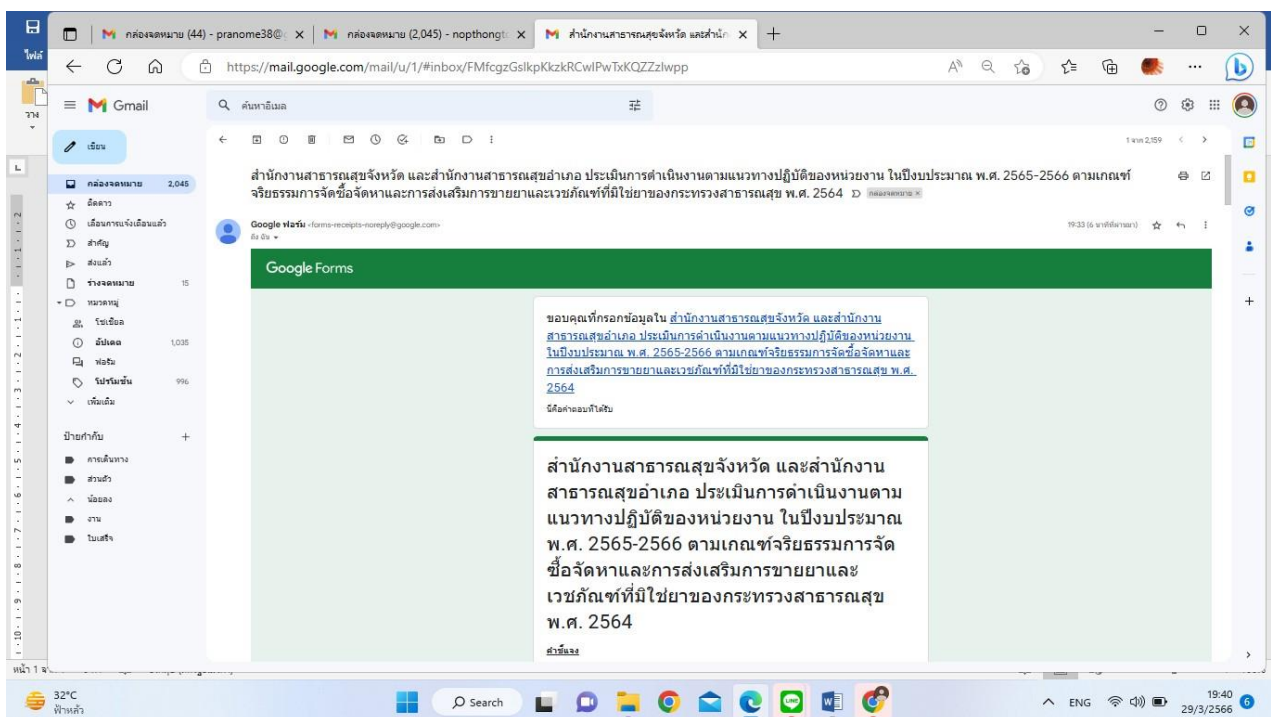 ไฟล์
วาง
กล่องจดหมาย (44) - pranome38@
กล่องจดหมาย (2,045) - nopthongt
สำนักงานสาธารณสุขจังหวัด และสำนัก
https://mail.google.com/mail/u/1/#inbox/FMfcgzGslkpKkzkRCwlPwTxKQZZzlwpp
Gmail
ค้นหาอีเมล
เขียน
1 จาก 2,159
กล่องจดหมาย 2,045
ติดดาว
เลื่อนการแจ้งเตือนแล้ว
สำคัญ
ส่งแล้ว
ร่างจดหมาย 15
หมวดหมู่
โซเชียล
อัปเดต 1,035
ฟอรัม
โปรโมชั่น 996
เพิ่มเติม
ป้ายกำกับ
การเดินทาง
ส่วนตัว
น้อยลง
งาน
ใบเสร็จ
สำนักงานสาธารณสุขจังหวัด และสำนักงานสาธารณสุขอำเภอ ประเมินการดำเนินงานตามแนวทางปฏิบัติของหน่วยงาน ในปีงบประมาณ พ.ศ. 2565-2566 ตามเกณฑ์
จริยธรรมการจัดซื้อจัดหาและการส่งเสริมการขายยาและเวชภัณฑ์ที่มิใช่ยาของกระทรวงสาธารณสุข พ.ศ. 2564 กล่องจดหมาย ×
Google ฟอร์ม <forms-receipts-noreply@google.com>
19:33 (6 นาทีที่ผ่านมา)
ถึง ฉัน
Google Forms
ขอบคุณที่กรอกข้อมูลใน สำนักงานสาธารณสุขจังหวัด และสำนักงาน
สาธารณสุขอำเภอ ประเมินการดำเนินงานตามแนวทางปฏิบัติของหน่วยงาน
ในปีงบประมาณ พ.ศ. 2565-2566 ตามเกณฑ์จริยธรรมการจัดซื้อจัดหาและ
การส่งเสริมการขายยาและเวชภัณฑ์ที่มิใช่ยาของกระทรวงสาธารณสุข พ.ศ.
2564
นี่คือคำตอบที่ได้รับ
สำนักงานสาธารณสุขจังหวัด และสำนักงาน
สาธารณสุขอำเภอ ประเมินการดำเนินงานตาม
แนวทางปฏิบัติของหน่วยงาน ในปีงบประมาณ
พ.ศ. 2565-2566 ตามเกณฑ์จริยธรรมการจัด
ซื้อจัดหาและการส่งเสริมการขายยาและ
เวชภัณฑ์ที่มิใช่ยาของกระทรวงสาธารณสุข
พ.ศ. 2564
คำชี้แจง
หน้า 1
32°C
ฟ้าหลัว
Search
LINE
ENG
19:40
29/3/2566
6